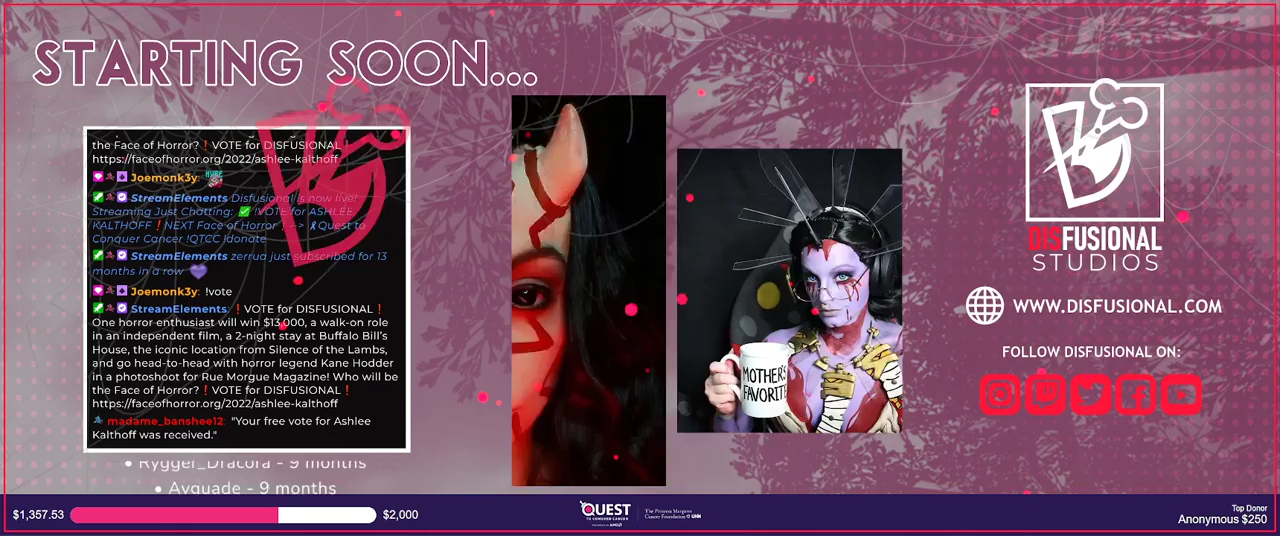 STARTING SOON...
the Face of Horror?❗VOTE for DISFUSIONAL❗
https://faceofhorror.org/2022/ashlee-kalthoff
Joemonk3y:
StreamElements Disfusional is now live!
Streaming Just Chatting: ✅ !VOTE for ASHLEE
KALTHOFF❗NEXT Face of Horror❗--> 🎗Quest to
Conquer Cancer !QTCC !donate
StreamElements zerrua just subscribed for 13
months in a row 💜
Joemonk3y: !vote
StreamElements:❗VOTE for DISFUSIONAL❗
One horror enthusiast will win $13,000, a walk-on role
in an independent film, a 2-night stay at Buffalo Bill's
House, the iconic location from Silence of the Lambs,
and go head-to-head with horror legend Kane Hodder
in a photoshoot for Rue Morgue Magazine! Who will be
the Face of Horror?❗VOTE for DISFUSIONAL❗
https://faceofhorror.org/2022/ashlee-kalthoff
madame_banshee12: "Your free vote for Ashlee
Kalthoff was received."
• Rygger_Dracora - 9 months
• Avquade - 9 months
MOTHER'S
FAVORITE
DISFUSIONAL
STUDIOS
WWW.DISFUSIONAL.COM
FOLLOW DISFUSIONAL ON:
$1,357.53
$2,000
QUEST
TO CONQUER CANCER
The Princess Margaret
Cancer Foundation UHN
Top Donor
Anonymous $250